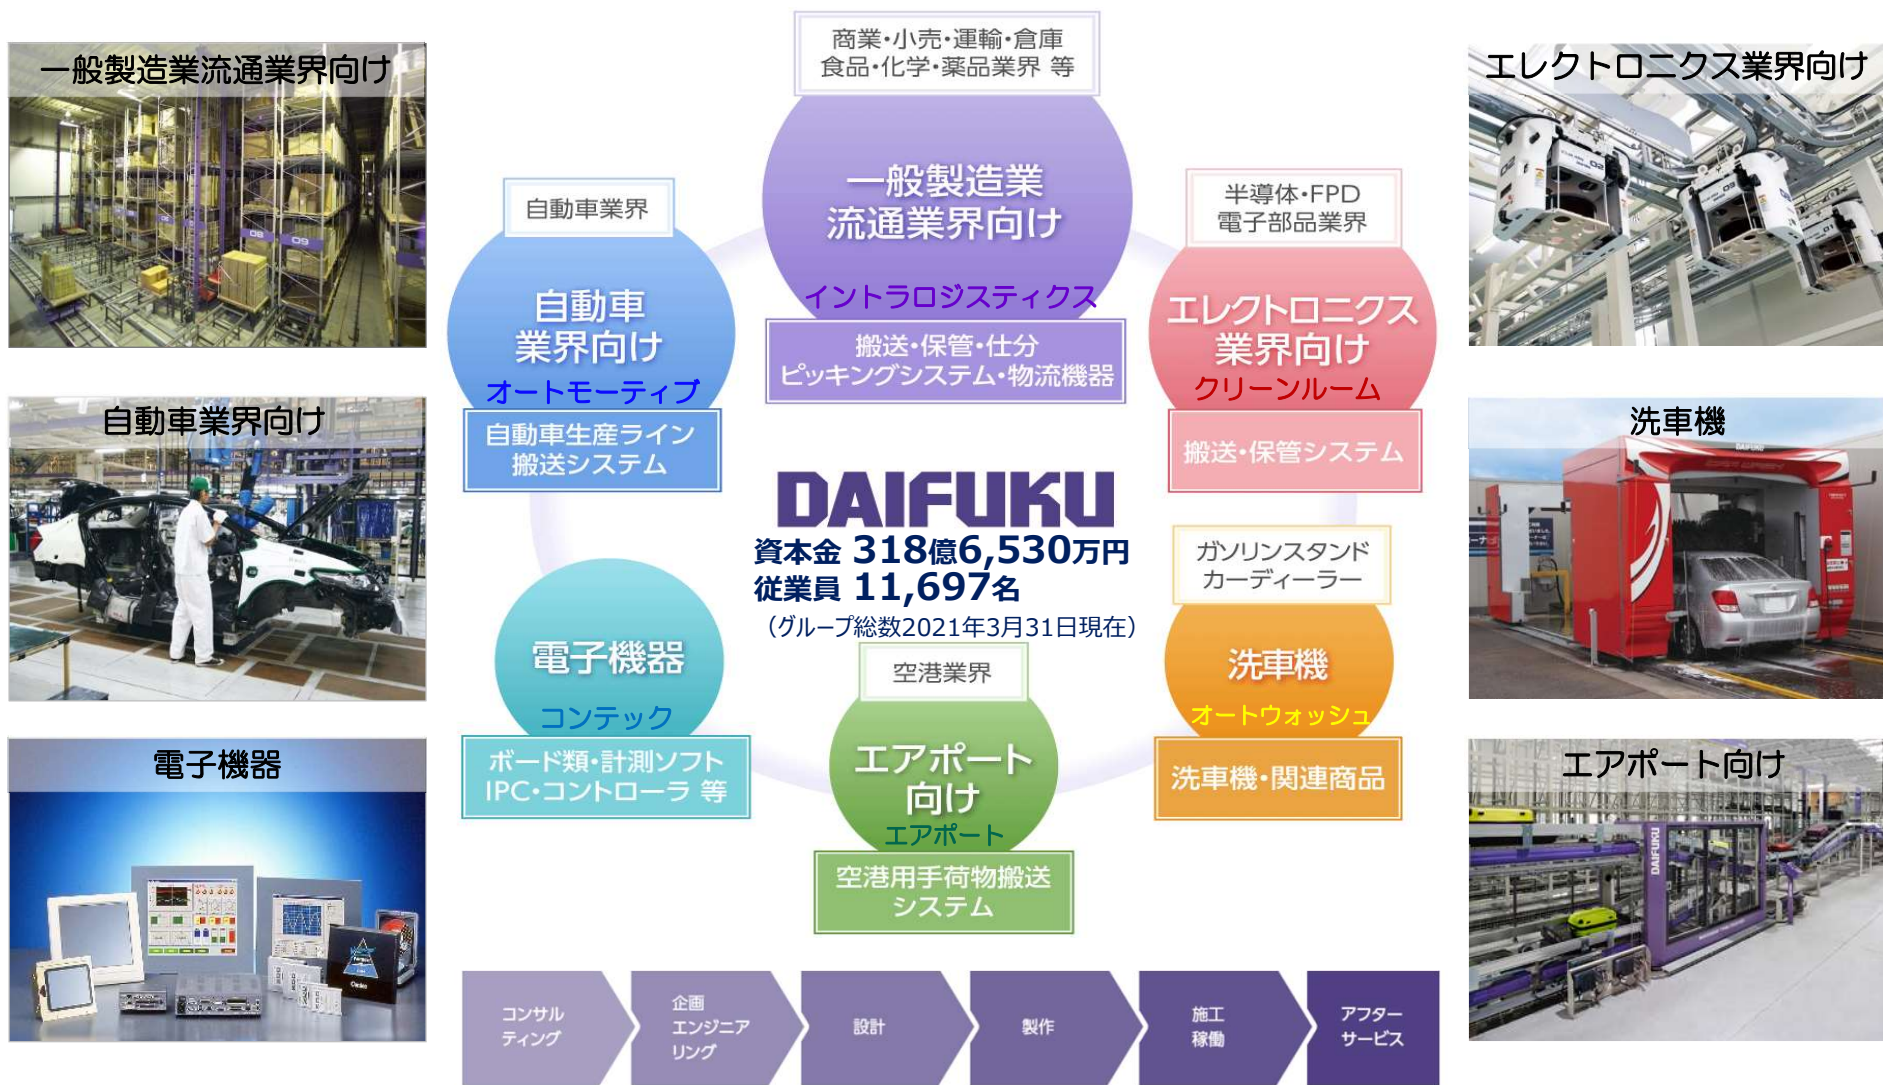 一般製造業流通業界向け
自動車業界向け
電子機器
商業・小売・運輸・倉庫
食品・化学・薬品業界 等
一般製造業
流通業界向け
イントラロジスティクス
搬送・保管・仕分
ピッキングシステム・物流機器
自動車業界
自動車
業界向け
オートモーティブ
自動車生産ライン
搬送システム
半導体・FPD
電子部品業界
エレクトロニクス
業界向け
クリーンルーム
搬送・保管システム
DAIFUKU
資本金 318億6,530万円
従業員 11,697名
（グループ総数2021年3月31日現在）
電子機器
コンテック
ボード類・計測ソフト
IPC・コントローラ 等
空港業界
エアポート
向け
エアポート
空港用手荷物搬送
システム
ガソリンスタンド
カーディーラー
洗車機
オートウォッシュ
洗車機・関連商品
エレクトロニクス業界向け
洗車機
DAIFUKU
エアポート向け
DAIFUKU
08
09
02
03
01
Contec
コンサル
ティング
企画
エンジニア
リング
設計
製作
施工
稼働
アフター
サービス